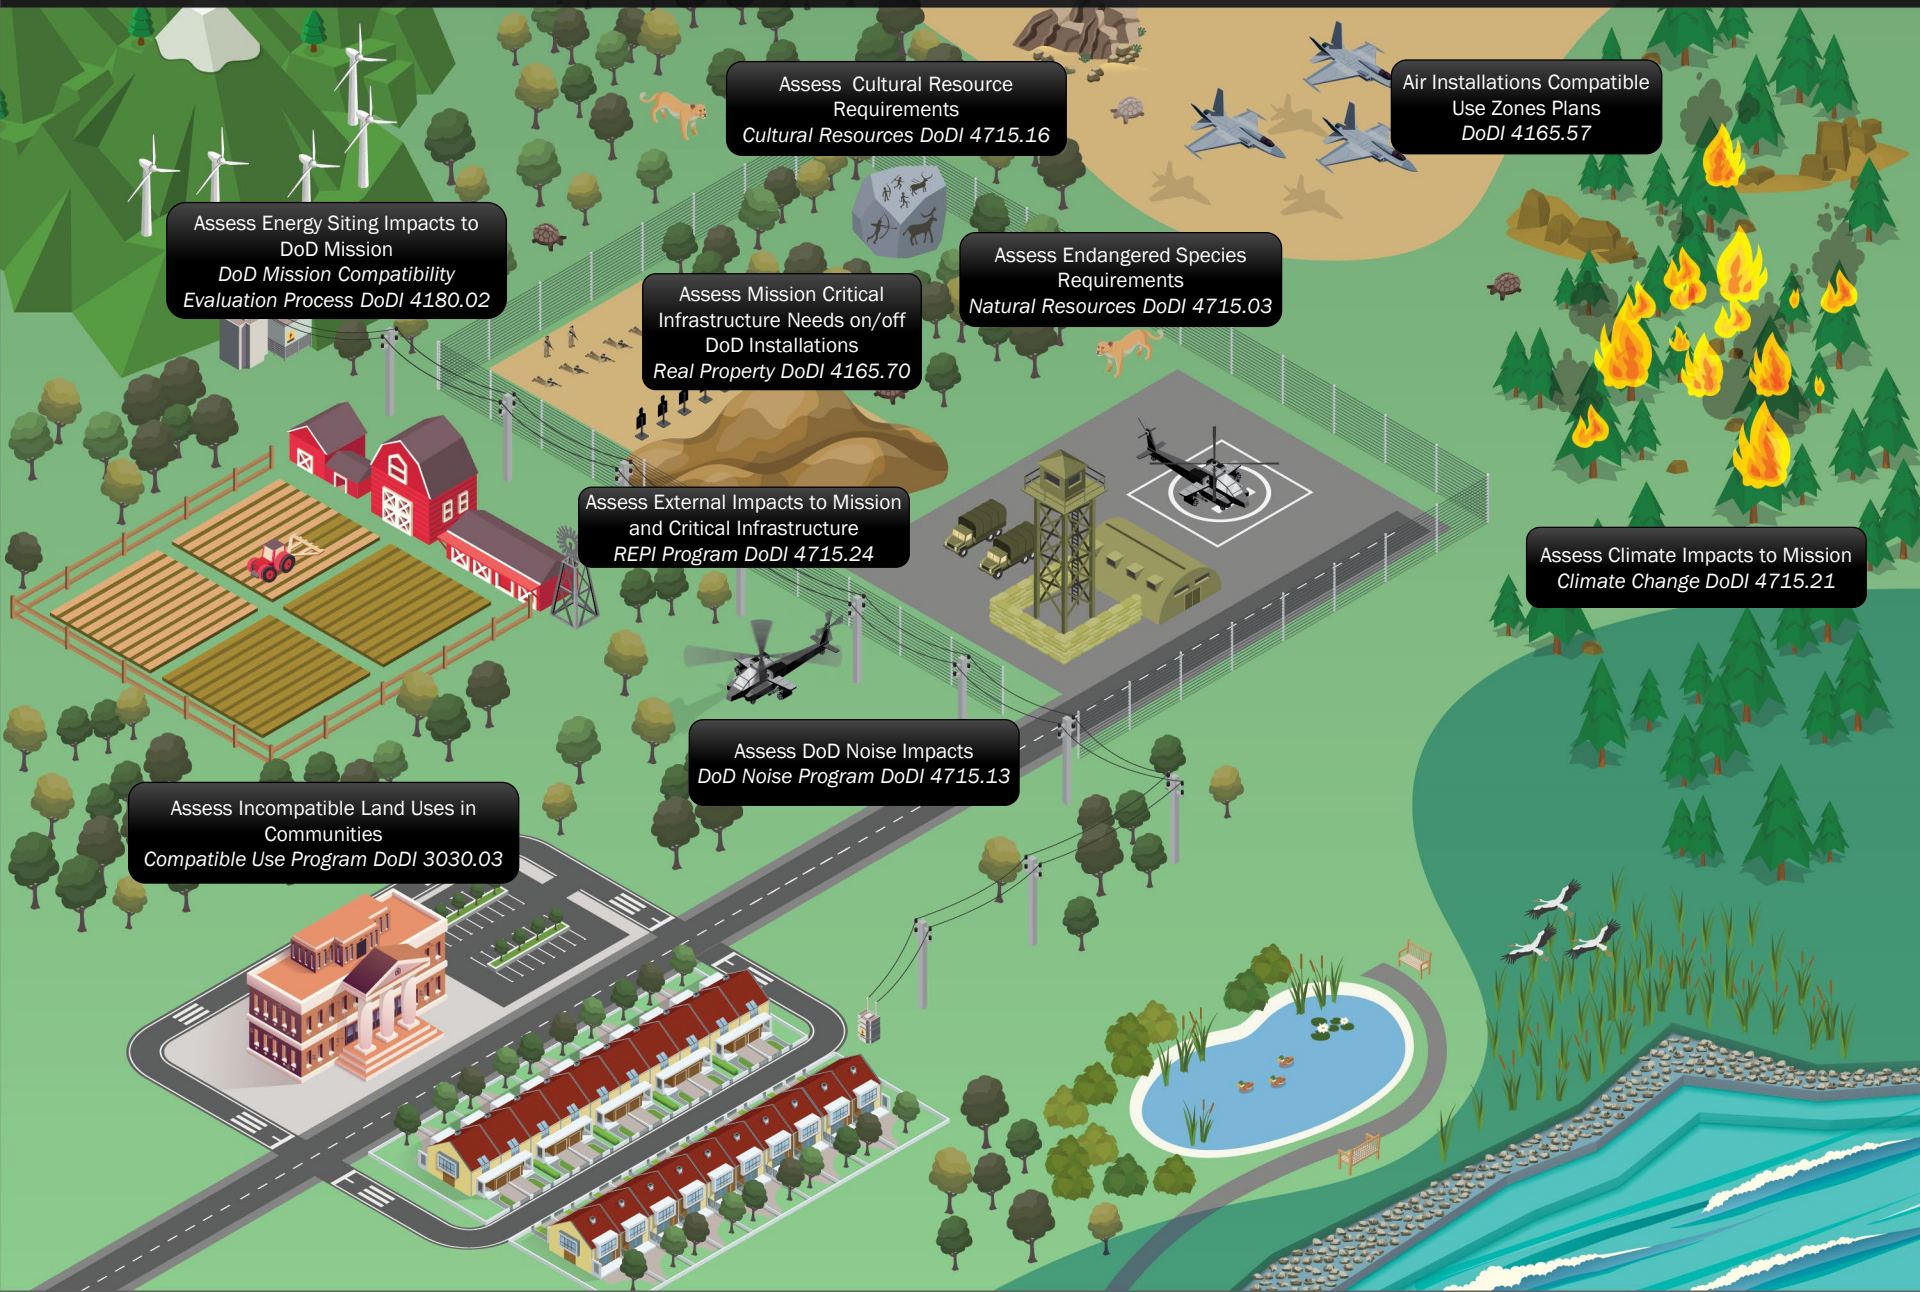 Assess Cultural Resource
Requirements
Cultural Resources DoDI 4715.16
Air Installations Compatible
Use Zones Plans
DoDI 4165.57
Assess Energy Siting Impacts to
DoD Mission
DoD Mission Compatibility
Evaluation Process DoDI 4180.02
Assess Endangered Species
Requirements
Natural Resources DoDI 4715.03
Assess Mission Critical
Infrastructure Needs on/off
DoD Installations
Real Property DoDI 4165.70
Assess External Impacts to Mission
and Critical Infrastructure
REPI Program DoDI 4715.24
Assess Climate Impacts to Mission
Climate Change DoDI 4715.21
Assess DoD Noise Impacts
DoD Noise Program DoDI 4715.13
Assess Incompatible Land Uses in
Communities
Compatible Use Program DoDI 3030.03